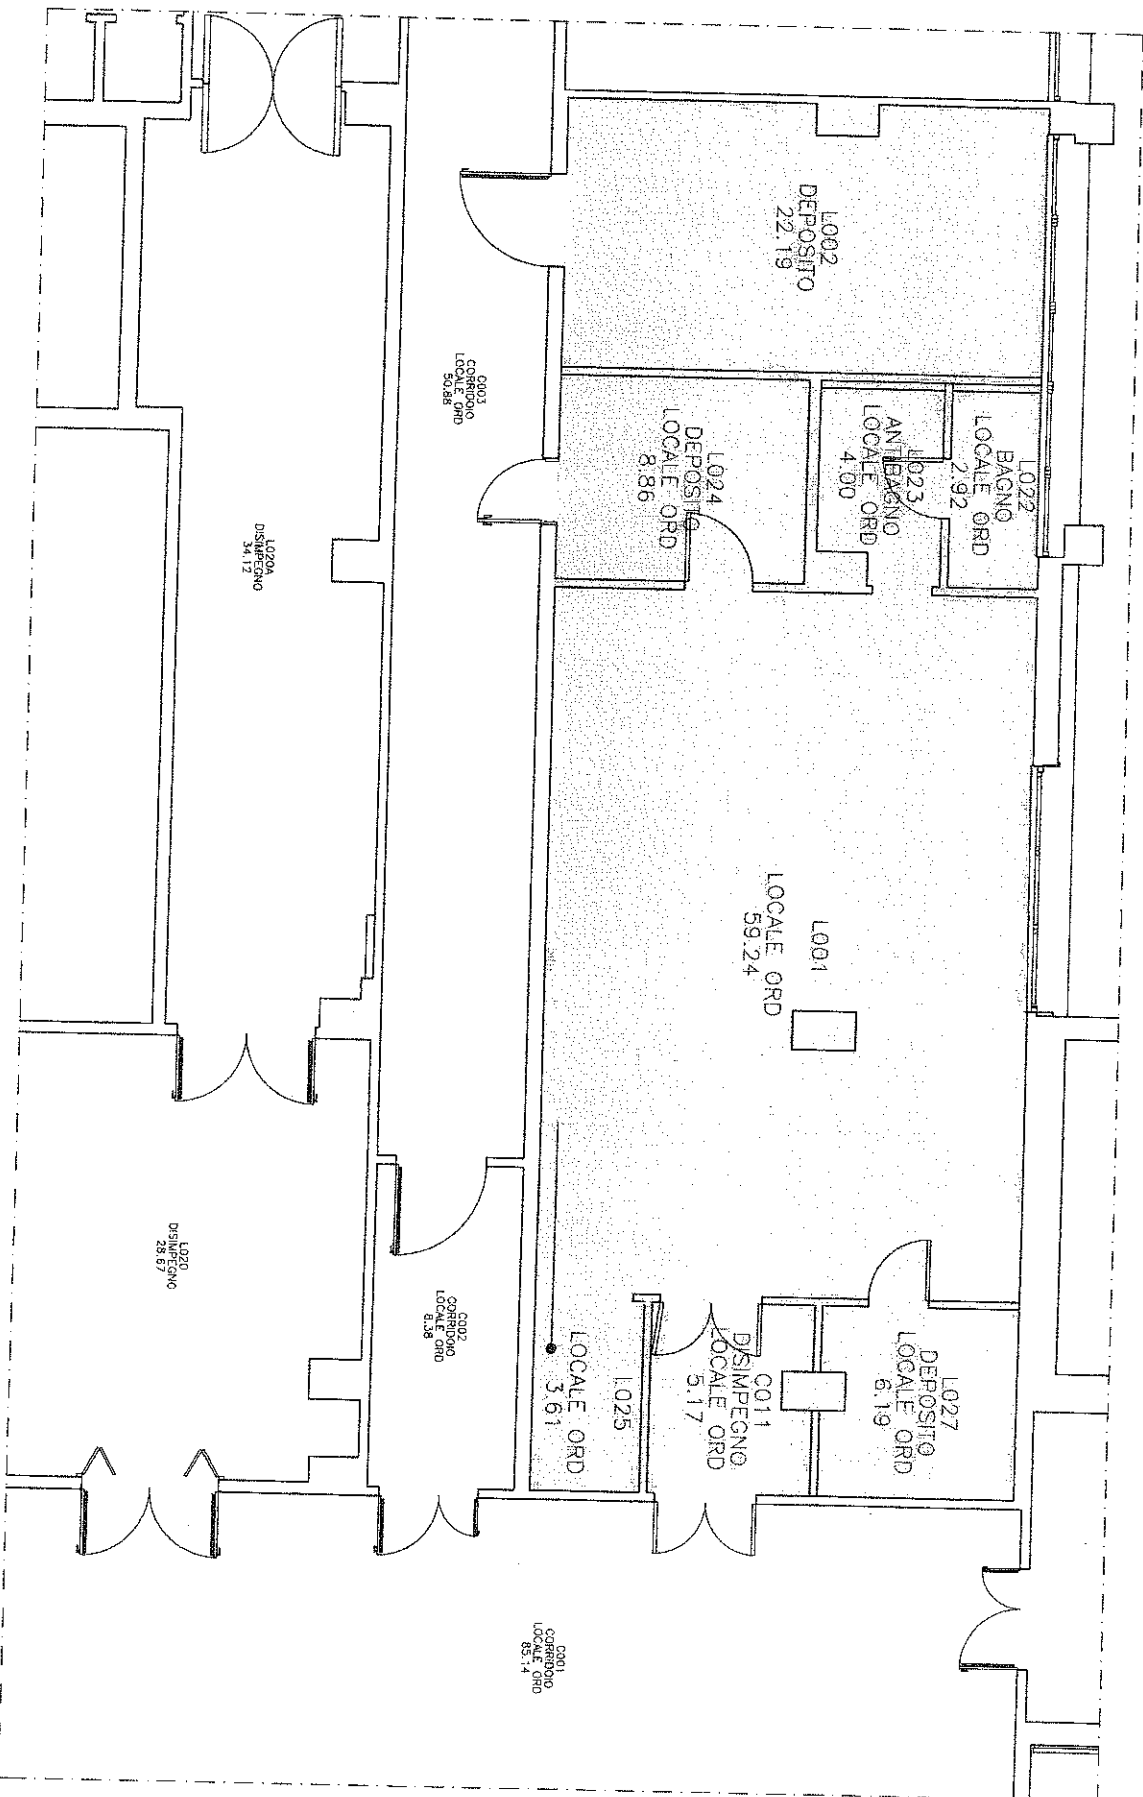 L002
DEPOSITO
22.19
L022
BAGNO
LOCALE ORD
2.92
L023
ANTIBAGNO
LOCALE ORD
4.00
L024
DEPOSITO
LOCALE ORD
8.86
C003
CORRIDOIO
LOCALE ORD
50.88
L020A
DISIMPEGNO
34.12
L001
LOCALE ORD
59.24
L027
DEPOSITO
LOCALE ORD
6.19
C011
DISIMPEGNO
LOCALE ORD
5.17
L025
LOCALE ORD
3.61
C002
CORRIDOIO
LOCALE ORD
8.38
L020
DISIMPEGNO
28.67
C001
CORRIDOIO
LOCALE ORD
85.14